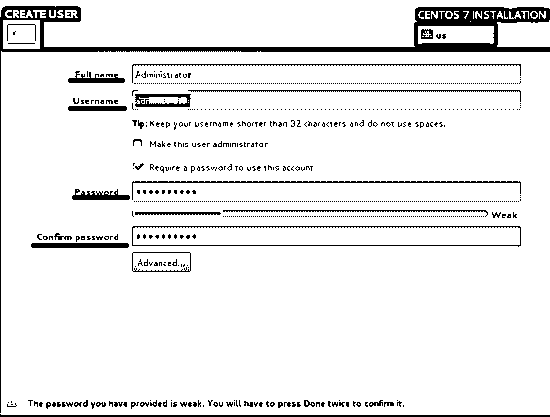 CREATE USER
CENTOS 7 INSTALLATION
us
Full name
Administrator
Username
Tip: Keep your username shorter than 32 characters and do not use spaces.
Make this user administrator
Require a password to use this account
Password
••••••••••
Weak
Confirm password
••••••••••
Advanced...
The password you have provided is weak. You will have to press Done twice to confirm it.